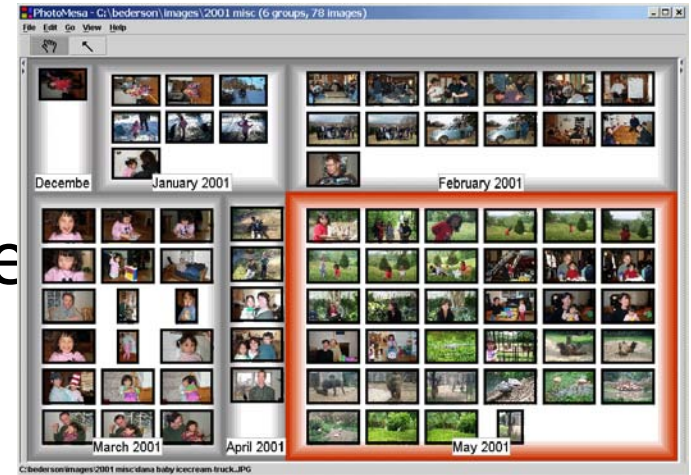 PhotoMesa - C:\bederson\images\2001 misc (6 groups, 78 images)
File Edit Go View Help
Decembe
January 2001
February 2001
e
March 2001
April 2001
May 2001
C:\bederson\images\2001 misc\dana baby icecream truck..JPG